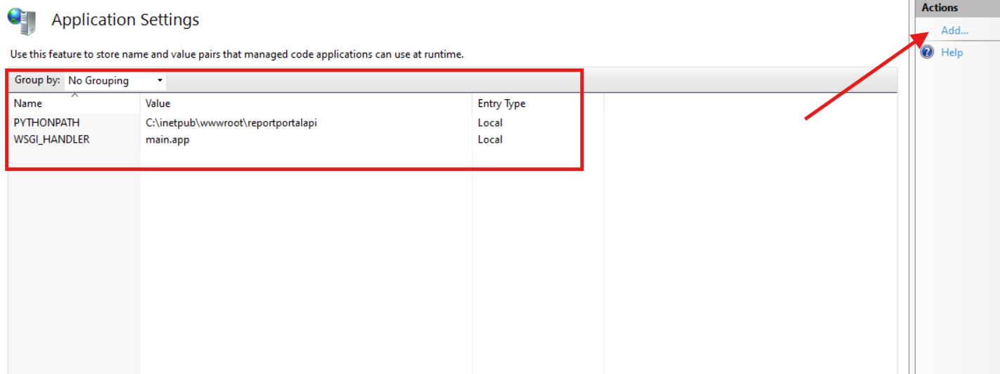 Application Settings
Use this feature to store name and value pairs that managed code applications can use at runtime.
Group by: No Grouping
Name Value Entry Type
PYTHONPATH C:\inetpub\wwwroot\reportportalapi Local
WSGI_HANDLER main.app Local
Actions
Add...
Help